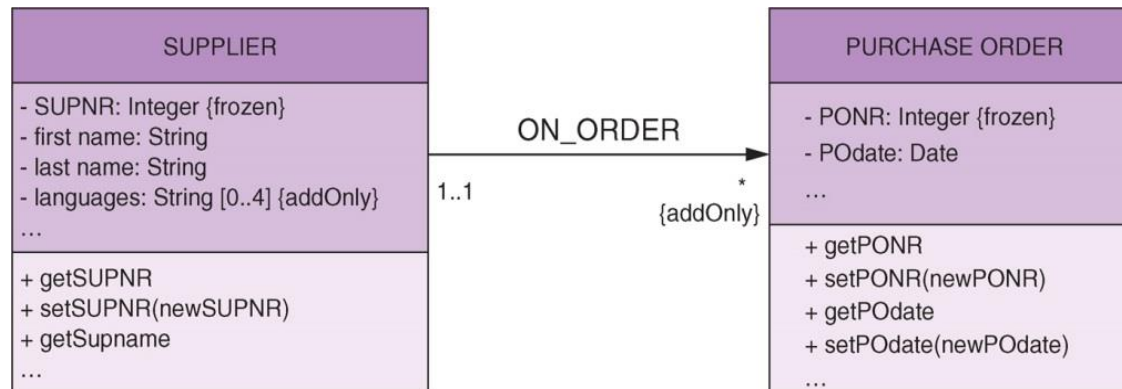 SUPPLIER
- SUPNR: Integer {frozen}
- first name: String
- last name: String
- languages: String [0..4] {addOnly}
...
+ getSUPNR
+ setSUPNR(newSUPNR)
+ getSupname
...
ON_ORDER
1..1
*
{addOnly}
PURCHASE ORDER
- PONR: Integer {frozen}
- POdate: Date
...
+ getPONR
+ setPONR(newPONR)
+ getPOdate
+ setPOdate(newPOdate)
...